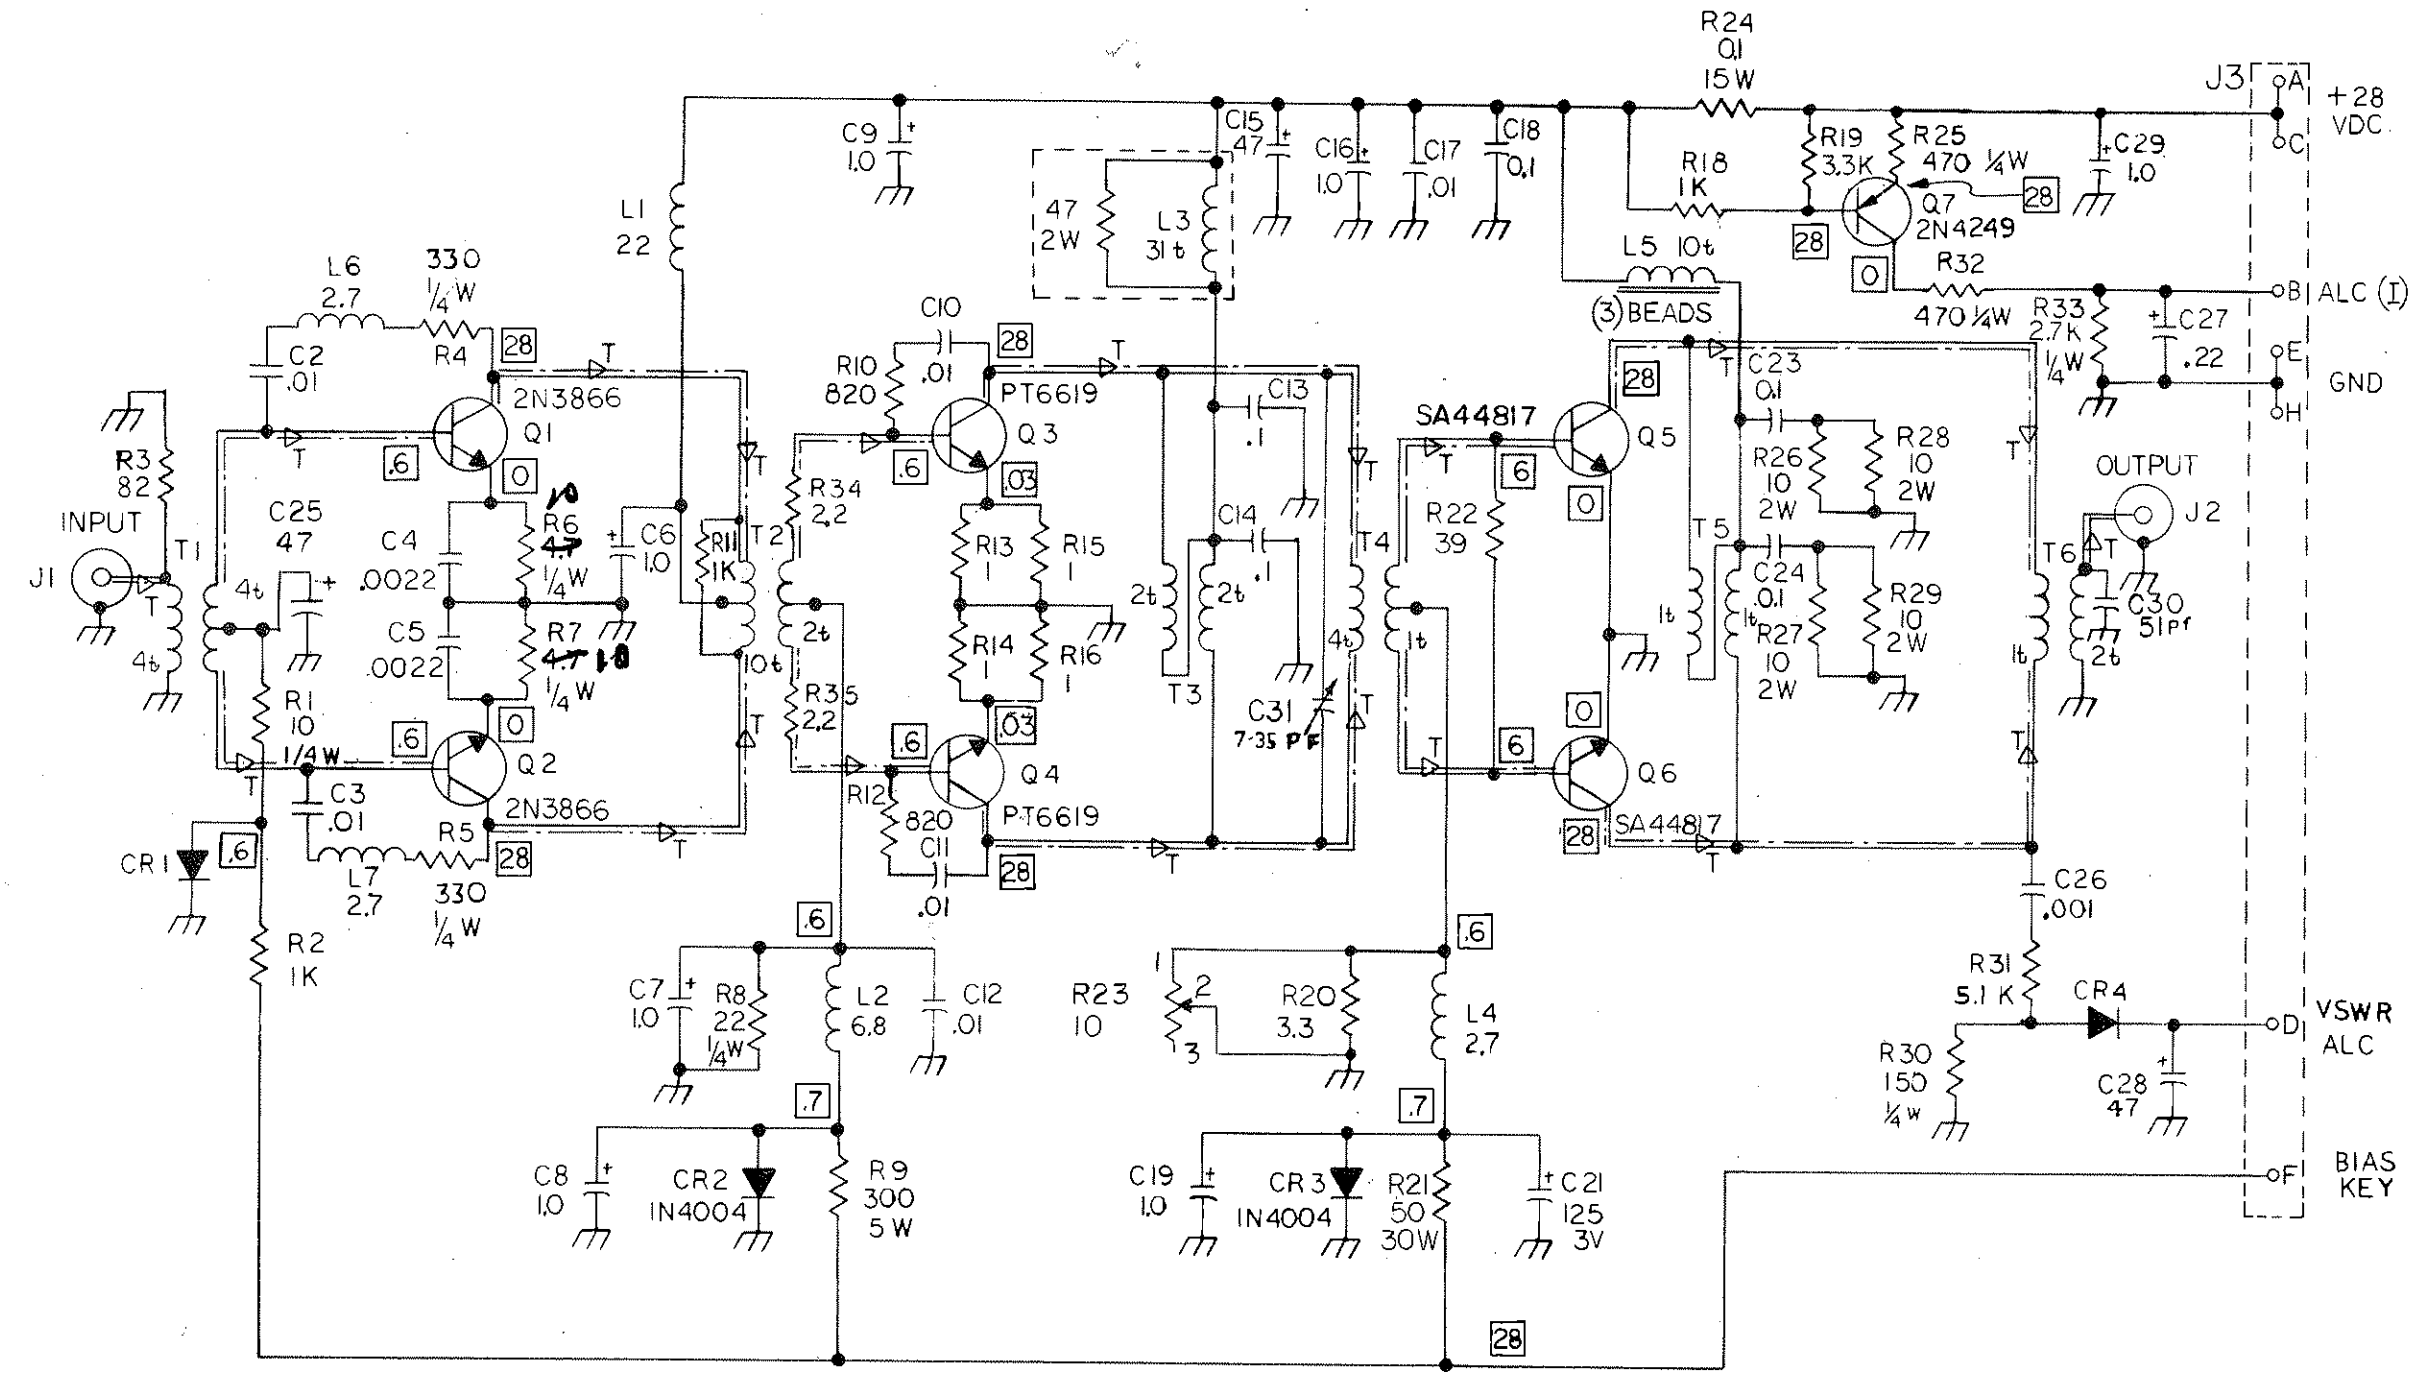 R24
0.1
15W
J3
A
+28
VDC
C
C9
1.0
+
C15
47
+
C16
1.0
+
C17
.01
C18
0.1
R18
1K
R19
3.3K
R25
470 1/4W
28
Q7
2N4249
28
0
+
C29
1.0
L1
22
47
2W
L3
31t
L5 10t
(3) BEADS
R32
470 1/4W
B
ALC (I)
R33
2.7K
1/4W
+
C27
.22
E
GND
H
L6
2.7
330
1/4W
R4
C2
.01
28
T
2N3866
Q1
.6
0
C10
.01
R10
820
28
T
PT6619
Q3
.6
.03
C13
.1
SA44817
28
Q5
T
.6
0
T
C23
0.1
R26
10
2W
R28
10
2W
T
OUTPUT
J2
R3
82
INPUT
J1
T
T1
4t
4t
C25
47
+
T
C4
.0022
10
R6
4.7
1/4W
C5
.0022
R7
4.7 10
1/4W
+
C6
1.0
R11
1K
T
T2
10t
2t
R34
2.2
R35
2.2
R13
1
R15
1
R14
1
R16
1
C14
.1
2t
2t
T3
C31
7-35 PF
T
T4
4t
1t
R22
39
T5
1t
1t
C24
0.1
R27
10
2W
R29
10
2W
T6
1t
2t
T
C30
51Pf
R1
10
1/4W
.6
0
Q2
2N3866
T
C3
.01
R5
28
L7
2.7
330
1/4W
T
T
CR1
.6
R2
1K
.6
.03
Q4
PT6619
R12
820
C11
.01
28
T
T
.6
0
Q6
SA44817
28
T
T
T
C26
.001
R31
5.1 K
CR4
D
VSWR
ALC
R30
150
1/4W
+
C28
47
.6
C7
1.0
+
R8
22
1/4W
L2
6.8
C12
.01
.7
C8
1.0
+
CR2
1N4004
R9
300
5W
.6
R23
10
1
2
3
R20
3.3
L4
2.7
.7
C19
1.0
+
CR3
1N4004
R21
50
30W
+
C21
125
3V
F
BIAS
KEY
28